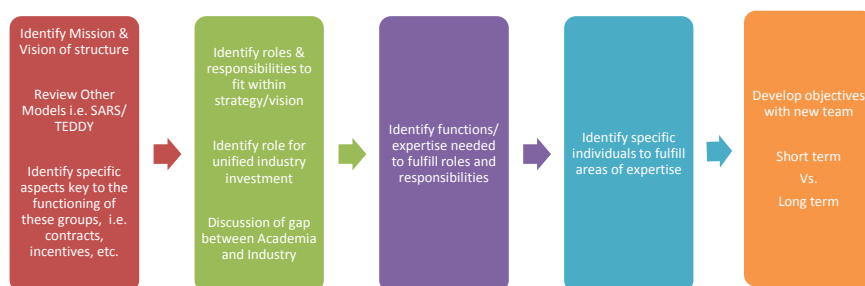 Identify Mission &
Vision of structure
Review Other
Models i.e. SARS/
TEDDY
Identify specific
aspects key to the
functioning of
these groups, i.e.
contracts,
incentives, etc.
Identify roles &
responsibilities to
fit within
strategy/vision
Identify role for
unified industry
investment
Discussion of gap
between Academia
and Industry
Identify functions/
expertise needed
to fulfill roles and
responsibilities
Identify specific
individuals to fulfill
areas of expertise
Develop objectives
with new team
Short term
Vs.
Long term